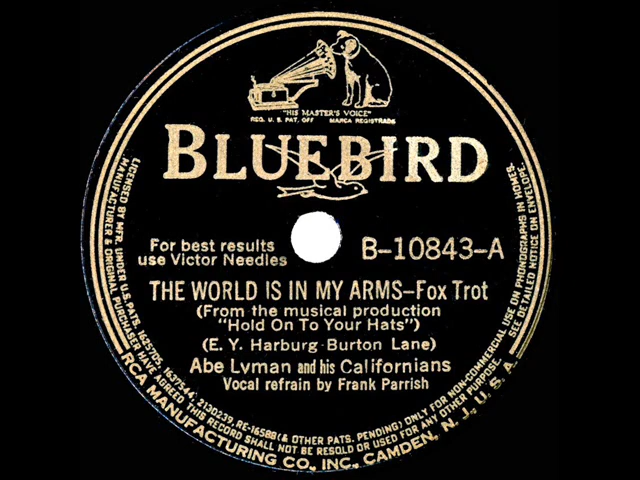 "HIS MASTER'S VOICE"
REG. U. S. PAT. OFF. MARCA REGISTRADA
BLUEBIRD
For best results
use Victor Needles
B-10843-A
THE WORLD IS IN MY ARMS-Fox Trot
(From the musical production
"Hold On To Your Hats")
(E. Y. Harburg-Burton Lane)
Abe Lyman and his Californians
Vocal refrain by Frank Parrish
LICENSED BY MFR. UNDER U.S. PATS. 1625705, 1637544, 2130239, RE-16588 (& OTHER PATS. PENDING) ONLY FOR NON-COMMERCIAL USE ON PHONOGRAPHS IN HOMES.
MANUFACTURER & ORIGINAL PURCHASER HAVE AGREED THIS RECORD SHALL NOT BE RESOLD OR USED FOR ANY OTHER PURPOSE. SEE DETAILED NOTICE ON ENVELOPE.
RCA MANUFACTURING CO., INC., CAMDEN, N. J., U. S. A.